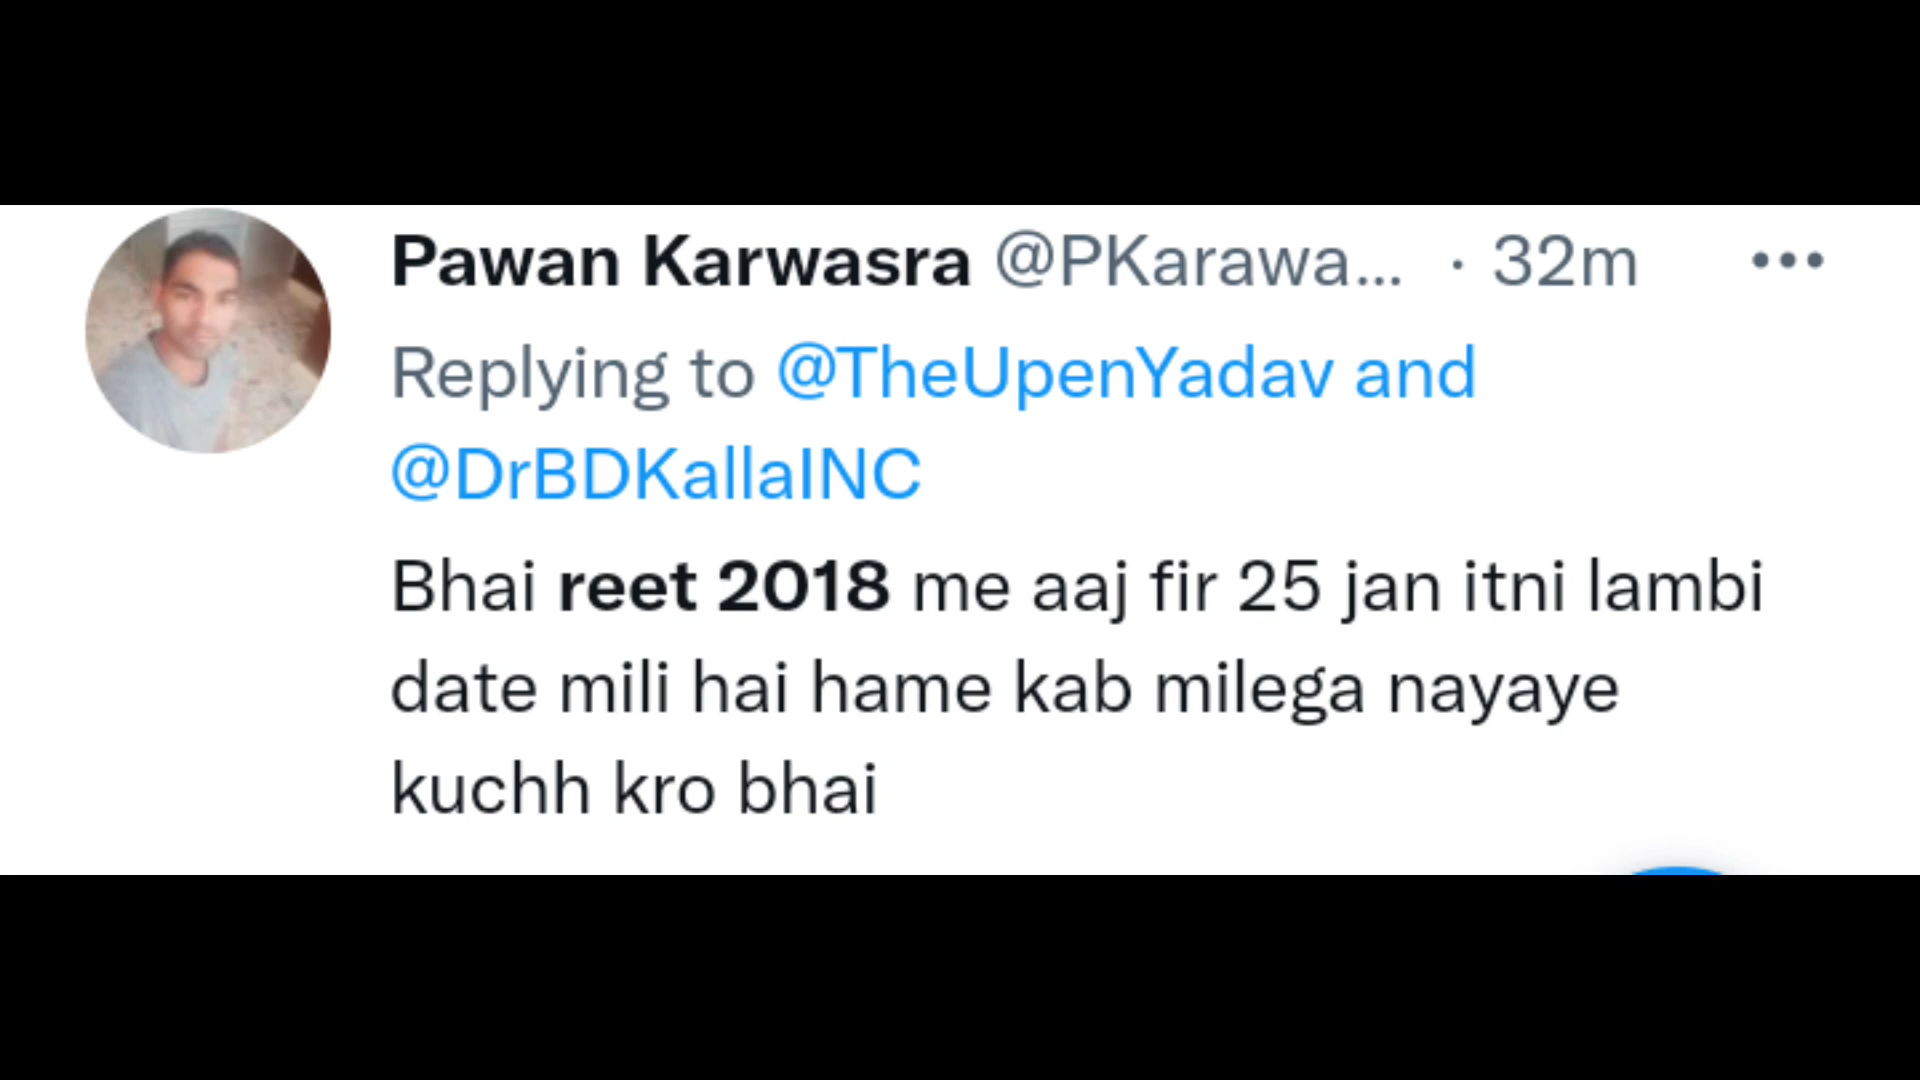 Pawan Karwasra @PKarawa... · 32m
Replying to @TheUpenYadav and
@DrBDKallaINC
Bhai reet 2018 me aaj fir 25 jan itni lambi
date mili hai hame kab milega nayaye
kuchh kro bhai